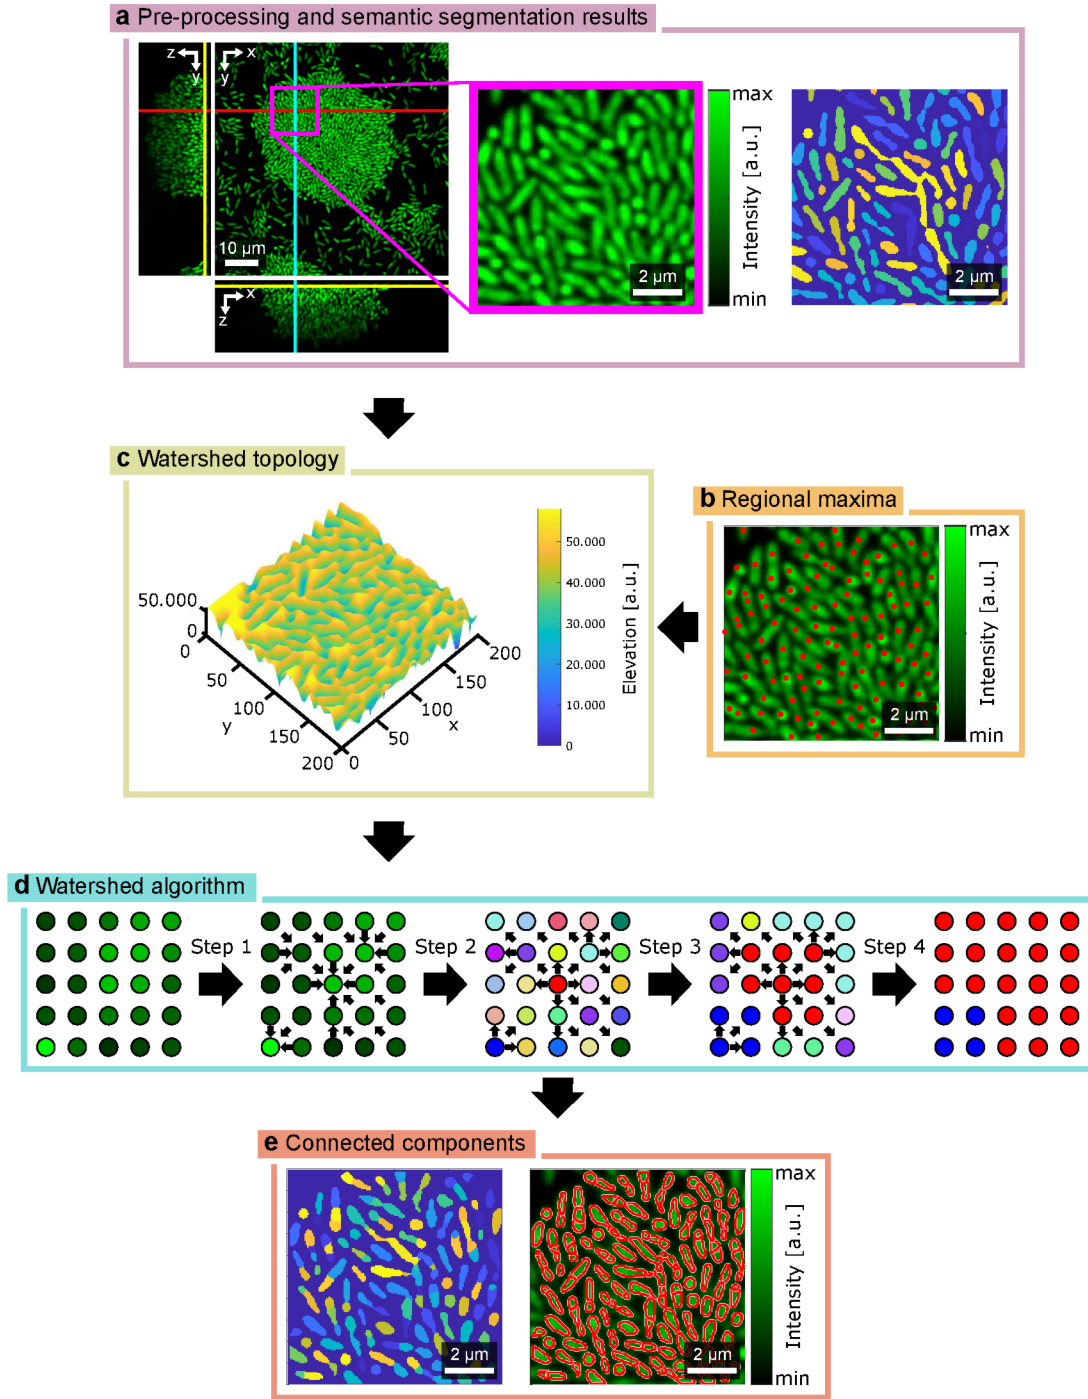 a Pre-processing and semantic segmentation results
z
y
x
y
10 µm
x
z
2 µm
max
Intensity [a.u.]
min
2 µm
c Watershed topology
50.000
0
0
50
100
150
200
y
0
50
100
150
200
x
50.000
40.000
30.000
20.000
10.000
0
Elevation [a.u.]
b Regional maxima
2 µm
max
Intensity [a.u.]
min
d Watershed algorithm
Step 1
Step 2
Step 3
Step 4
e Connected components
2 µm
2 µm
max
Intensity [a.u.]
min